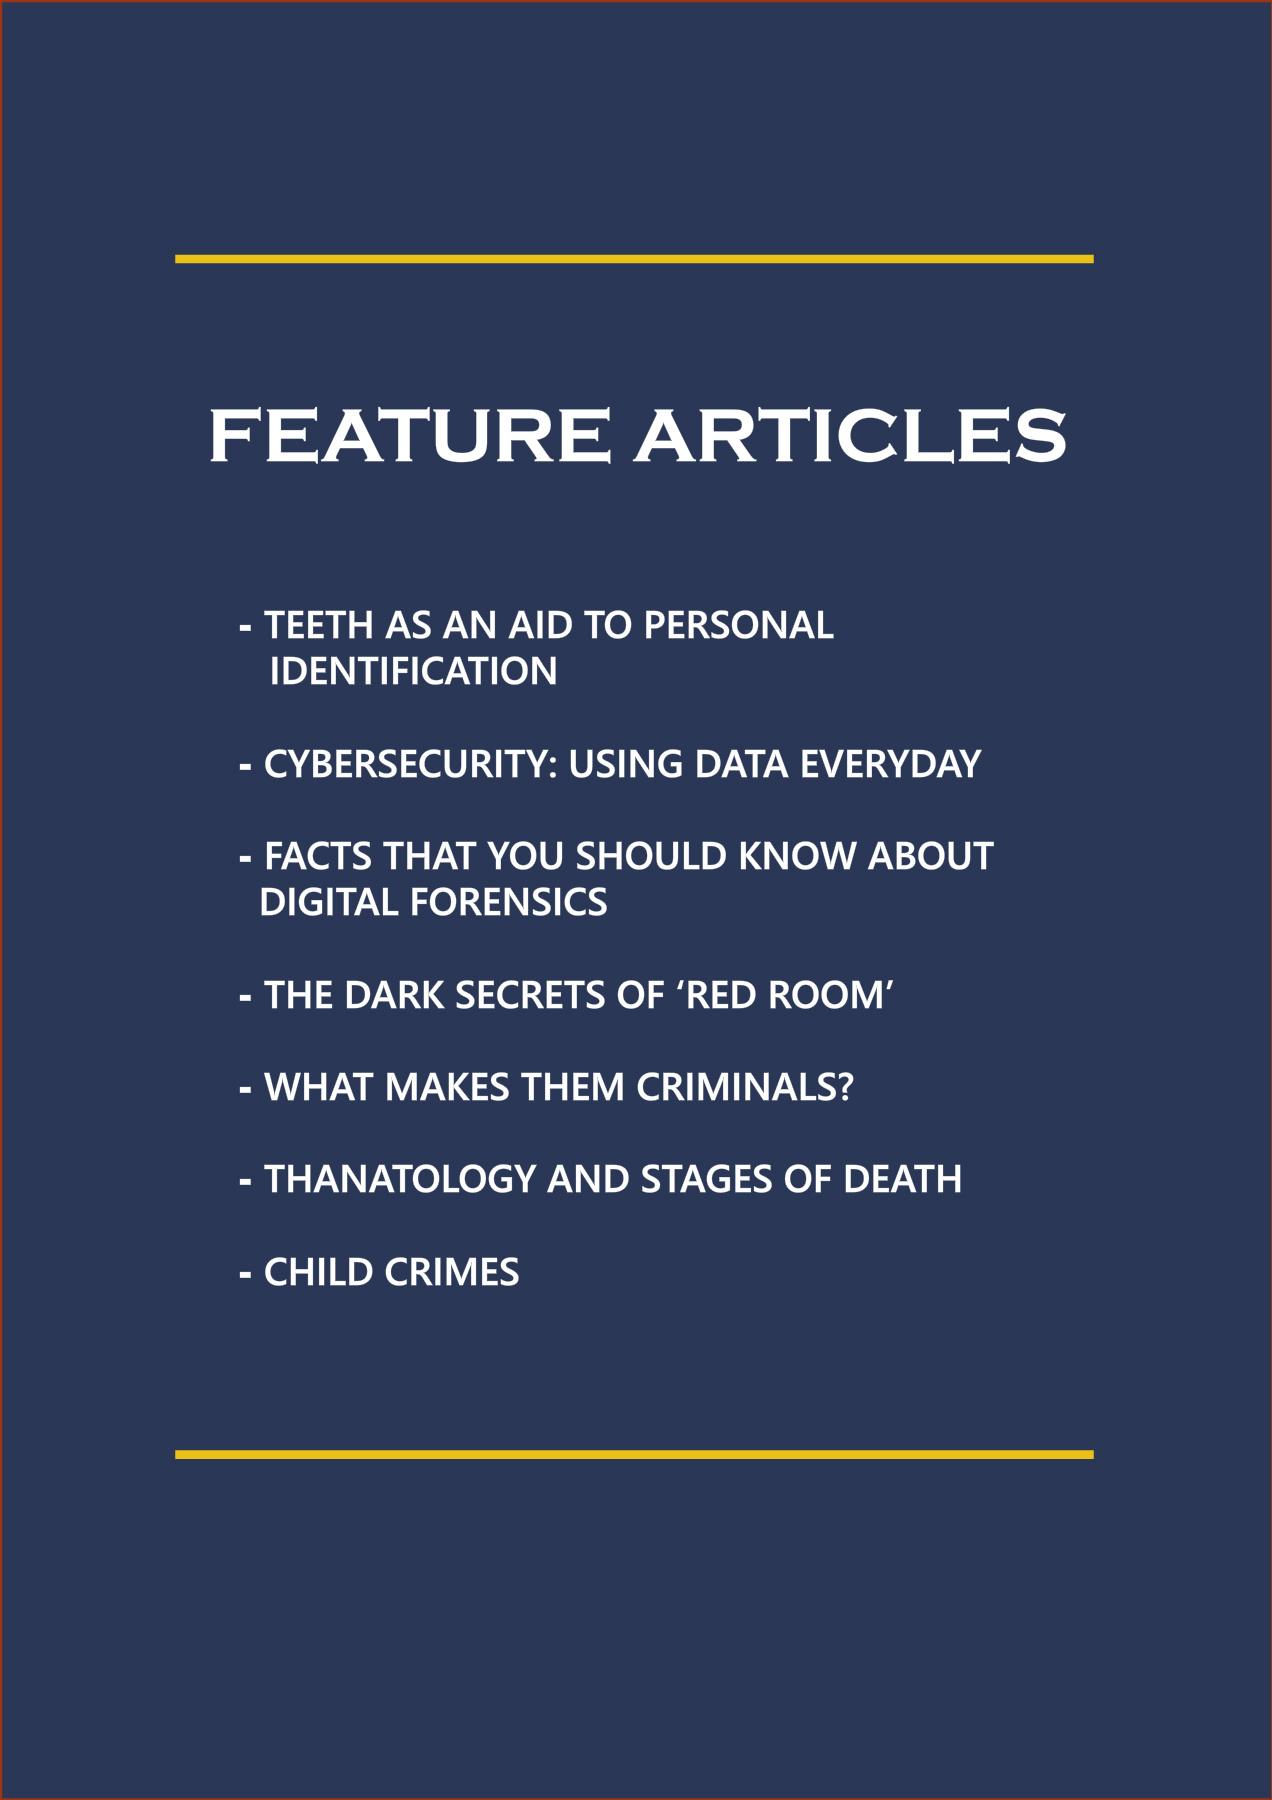 FEATURE ARTICLES
- TEETH AS AN AID TO PERSONAL
IDENTIFICATION
- CYBERSECURITY: USING DATA EVERYDAY
- FACTS THAT YOU SHOULD KNOW ABOUT
DIGITAL FORENSICS
- THE DARK SECRETS OF ‘RED ROOM’
- WHAT MAKES THEM CRIMINALS?
- THANATOLOGY AND STAGES OF DEATH
- CHILD CRIMES